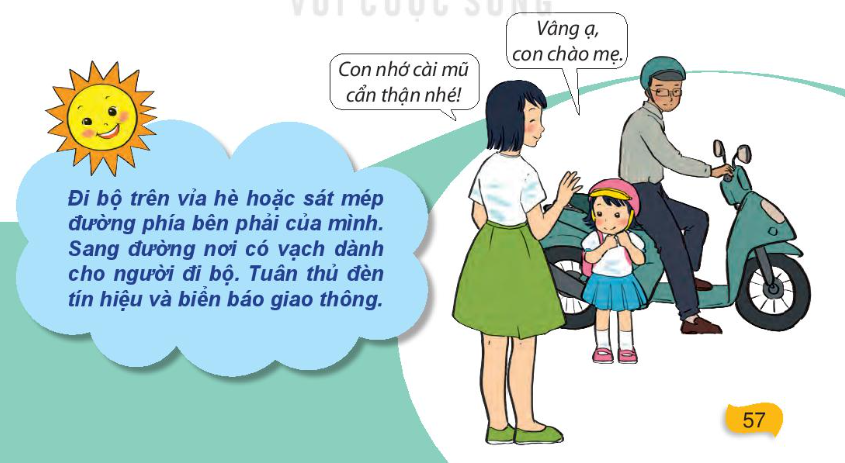 VỚI CUỘC SỐNG
Vâng ạ,
con chào mẹ.
Con nhớ cài mũ
cẩn thận nhé!
Đi bộ trên vỉa hè hoặc sát mép
đường phía bên phải của mình.
Sang đường nơi có vạch dành
cho người đi bộ. Tuân thủ đèn
tín hiệu và biển báo giao thông.
57